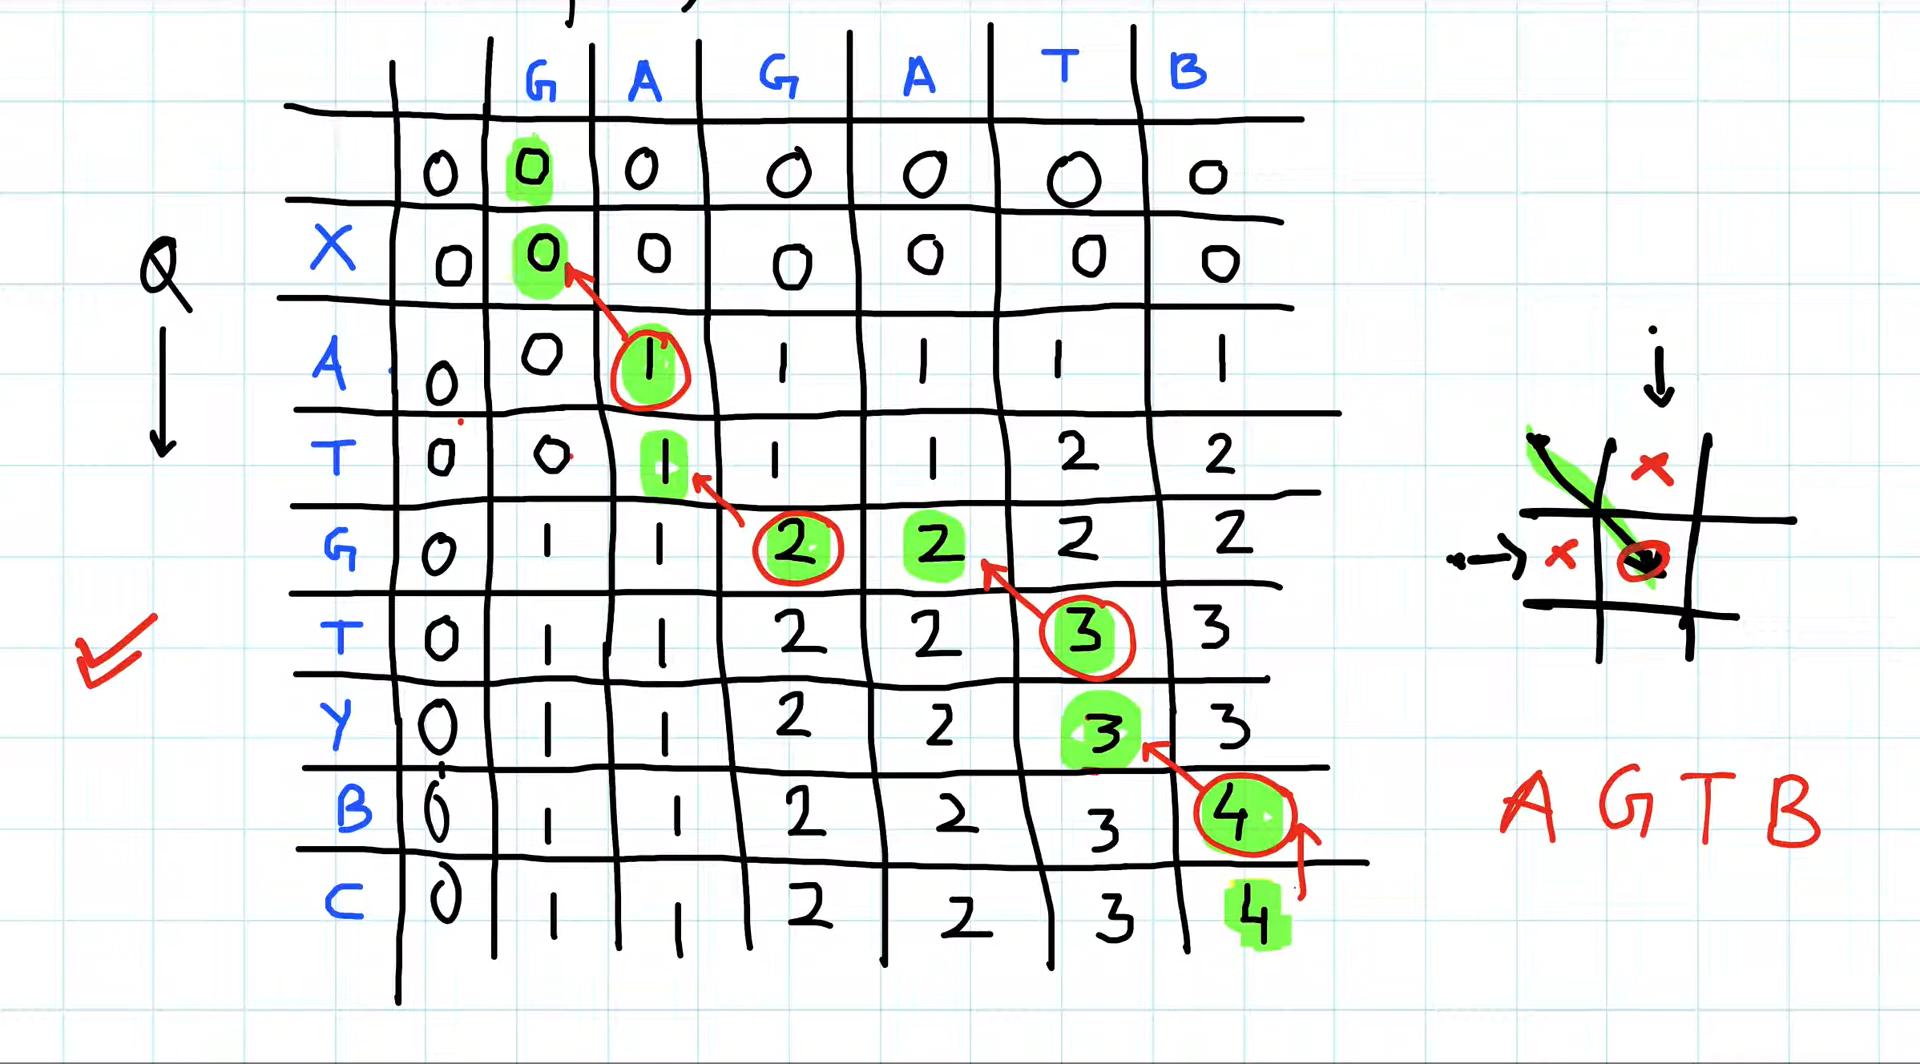 G A G A T B
0 0 0 0 0 0 0
X 0 0 0 0 0 0 0
A 0 0 1 1 1 1 1
T 0 0 1 1 1 2 2
G 0 1 1 2 2 2 2
T 0 1 1 2 2 3 3
Y 0 1 1 2 2 3 3
B 0 1 1 2 2 3 4
C 0 1 1 2 2 3 4
Q
i
x
x
A G T B